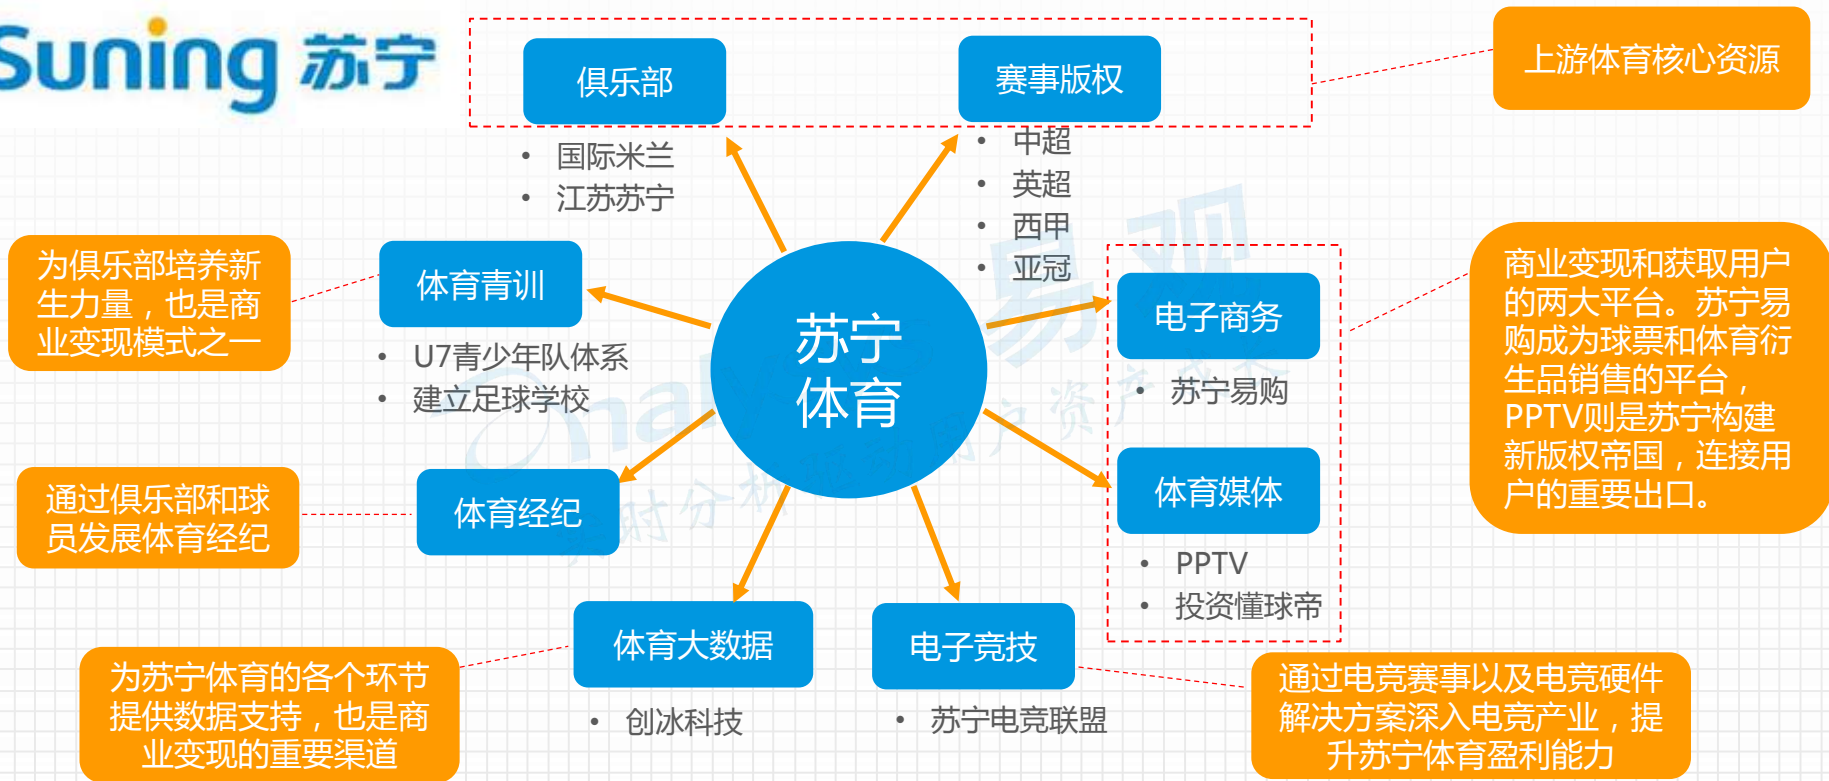 Suning 苏宁
俱乐部
国际米兰
江苏苏宁
赛事版权
中超
英超
西甲
亚冠
上游体育核心资源
为俱乐部培养新
生力量，也是商
业变现模式之一
体育青训
U7青少年队体系
建立足球学校
苏宁
体育
电子商务
苏宁易购
商业变现和获取用户
的两大平台。苏宁易
购成为球票和体育衍
生品销售的平台，
PPTV则是苏宁构建
新版权帝国，连接用
户的重要出口。
通过俱乐部和球
员发展体育经纪
体育经纪
体育媒体
PPTV
投资懂球帝
为苏宁体育的各个环节
提供数据支持，也是商
业变现的重要渠道
体育大数据
创冰科技
电子竞技
苏宁电竞联盟
通过电竞赛事以及电竞硬件
解决方案深入电竞产业，提
升苏宁体育盈利能力
易观